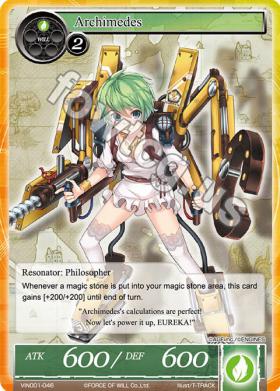 Archimedes
WILL
2
Resonator: Philosopher
Whenever a magic stone is put into your magic stone area, this card
gains [+200/+200] until end of turn.
"Archimedes's calculations are perfect!
Now let's power it up, EUREKA!"
ATK 600/ DEF 600
VIN001-046 ©FORCE OF WILL Co.,Ltd. Illust/T-TRACK